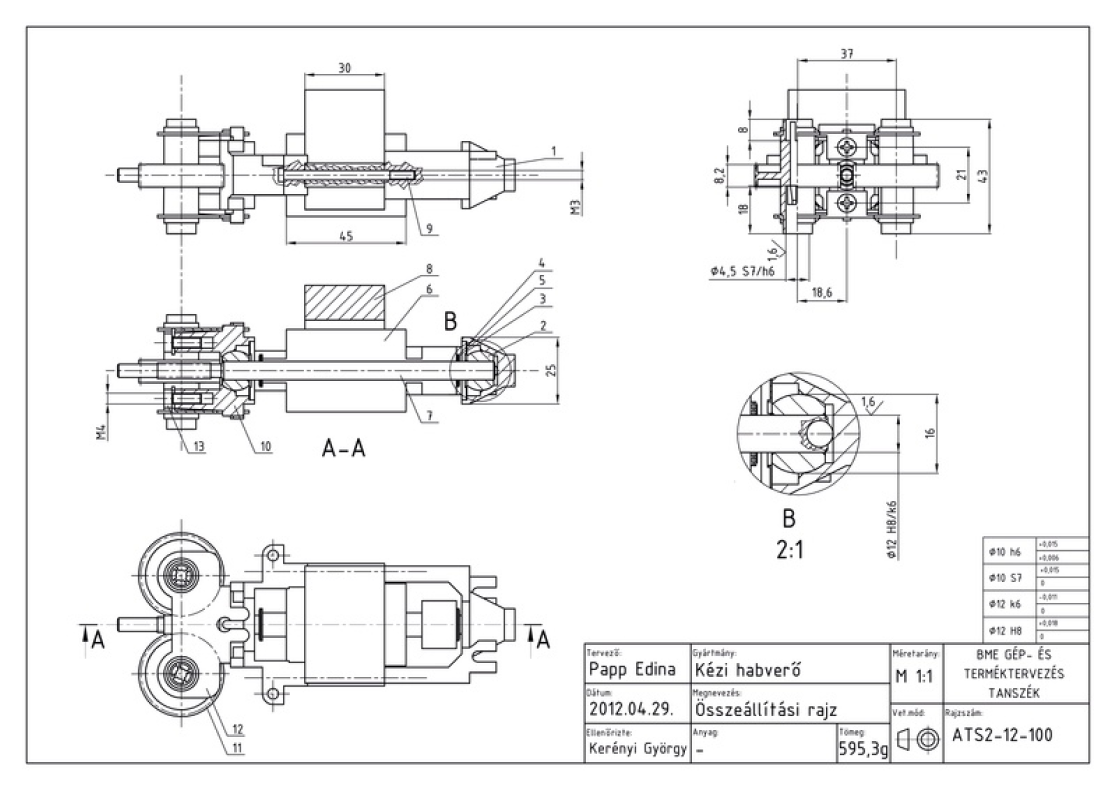 30
1
M3
9
45
37
8
8,2
18
21
43
1,6
Ø4,5 S7/h6
18,6
8
6
4
5
3
2
B
25
7
M4
13
10
A-A
1,6
16
Ø12 H8/k6
B
2:1
A
A
12
11
Ø10 h6
+0,015
+0,006
Ø10 S7
+0,015
0
Ø12 k6
-0,011
0
Ø12 H8
+0,018
0
Tervező:
Papp Edina
Gyártmány:
Kézi habverő
Méretarány:
M 1:1
BME GÉP- ÉS
TERMÉKTERVEZÉS
TANSZÉK
Dátum:
2012.04.29.
Megnevezés:
Összeállítási rajz
Vet.mód:
Rajzszám:
ATS2-12-100
Ellenőrizte:
Kerényi György
Anyag:
-
Tömeg:
595,3g